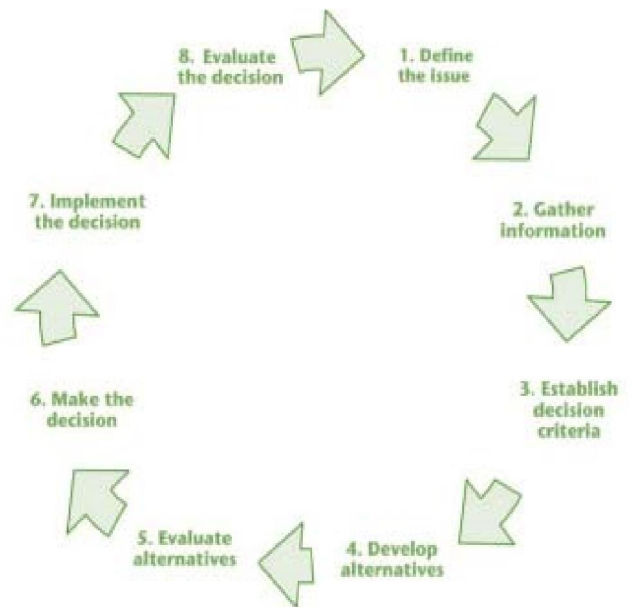 1. Define
the issue
2. Gather
information
3. Establish
decision
criteria
4. Develop
alternatives
5. Evaluate
alternatives
6. Make the
decision
7. Implement
the decision
8. Evaluate
the decision